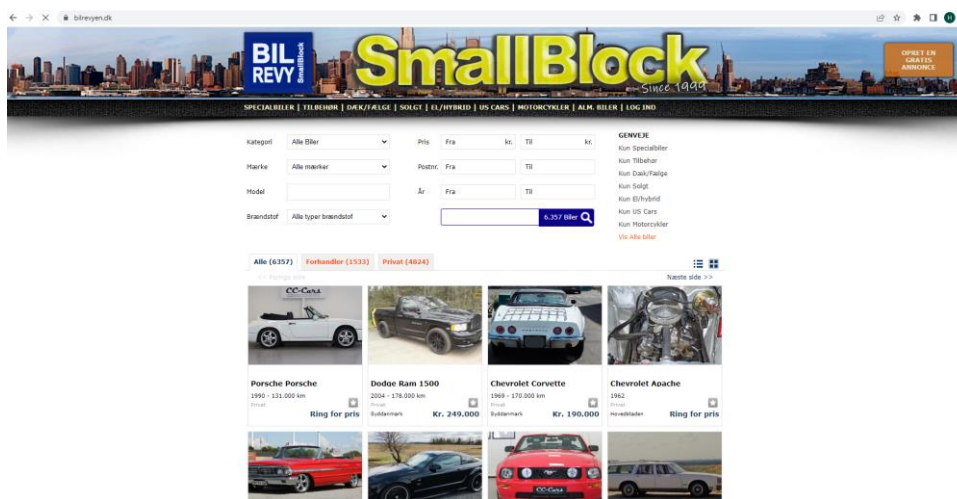 bilrevyen.dk
BIL
REVY
SmallBlock
SmallBlock
Since 1999
OPRET EN
GRATIS
ANNONCE
SPECIALBILER | TILBEHØR | DÆK/FÆLGE | SOLGT | EL/HYBRID | US CARS | MOTORCYKLER | ALM. BILER | LOG IND
Kategori Alle Biler Pris Fra kr. Til kr.
Mærke Alle mærker Postnr. Fra Til
Model År Fra Til
Brændstof Alle typer brændstof 6.357 Biler
GENVEJE
Kun Specialbiler
Kun Tilbehør
Kun Dæk/Fælge
Kun Solgt
Kun El/hybrid
Kun US Cars
Kun Motorcykler
Vis Alle biler
Alle (6357) Forhandler (1533) Privat (4824)
<< Forrige side Næste side >>
CC-Cars
Porsche Porsche
1990 - 131.000 km
Privat
Ring for pris
Dodge Ram 1500
2004 - 178.000 km
Privat
Syddanmark Kr. 249.000
Chevrolet Corvette
1969 - 170.000 km
Privat
Syddanmark Kr. 190.000
Chevrolet Apache
1962
Privat
Hovedstaden Ring for pris
CC-Cars